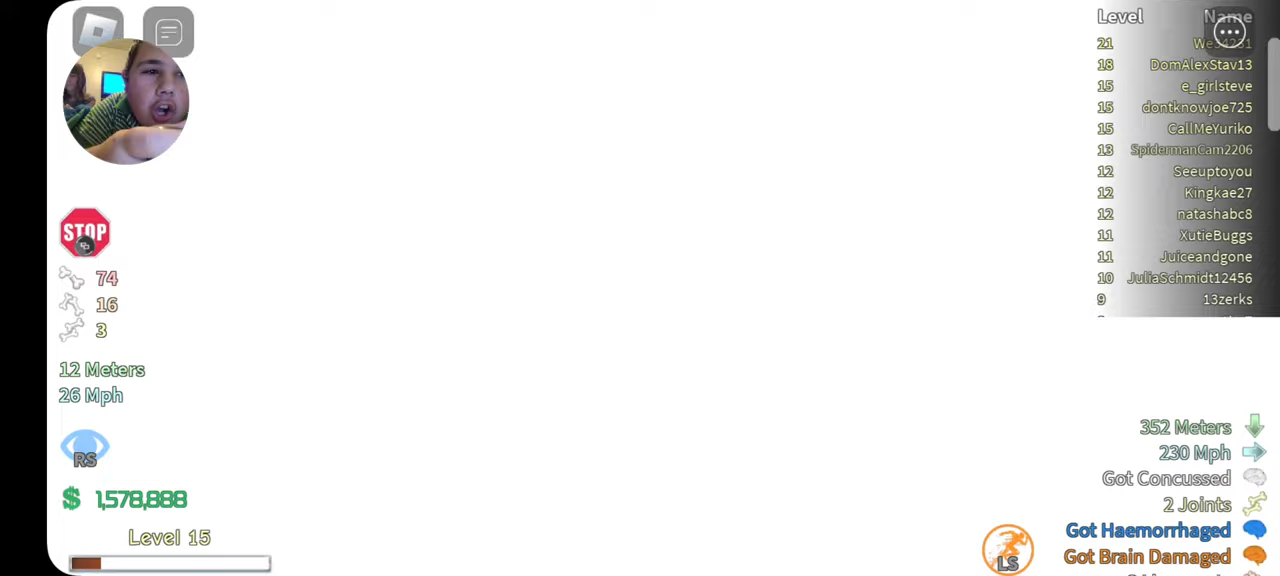 Level Name
21 We34231
18 DomAlexStav13
15 e_girlsteve
15 dontknowjoe725
15 CallMeYuriko
13 SpidermanCam2206
12 Seeuptoyou
12 Kingkae27
12 natashabc8
11 XutieBuggs
11 Juiceandgone
10 JuliaSchmidt12456
9 13zerks
STOP
74
16
3
12 Meters
26 Mph
RS
$ 1,578,888
Level 15
352 Meters
230 Mph
Got Concussed
2 Joints
Got Haemorrhaged
Got Brain Damaged
LS